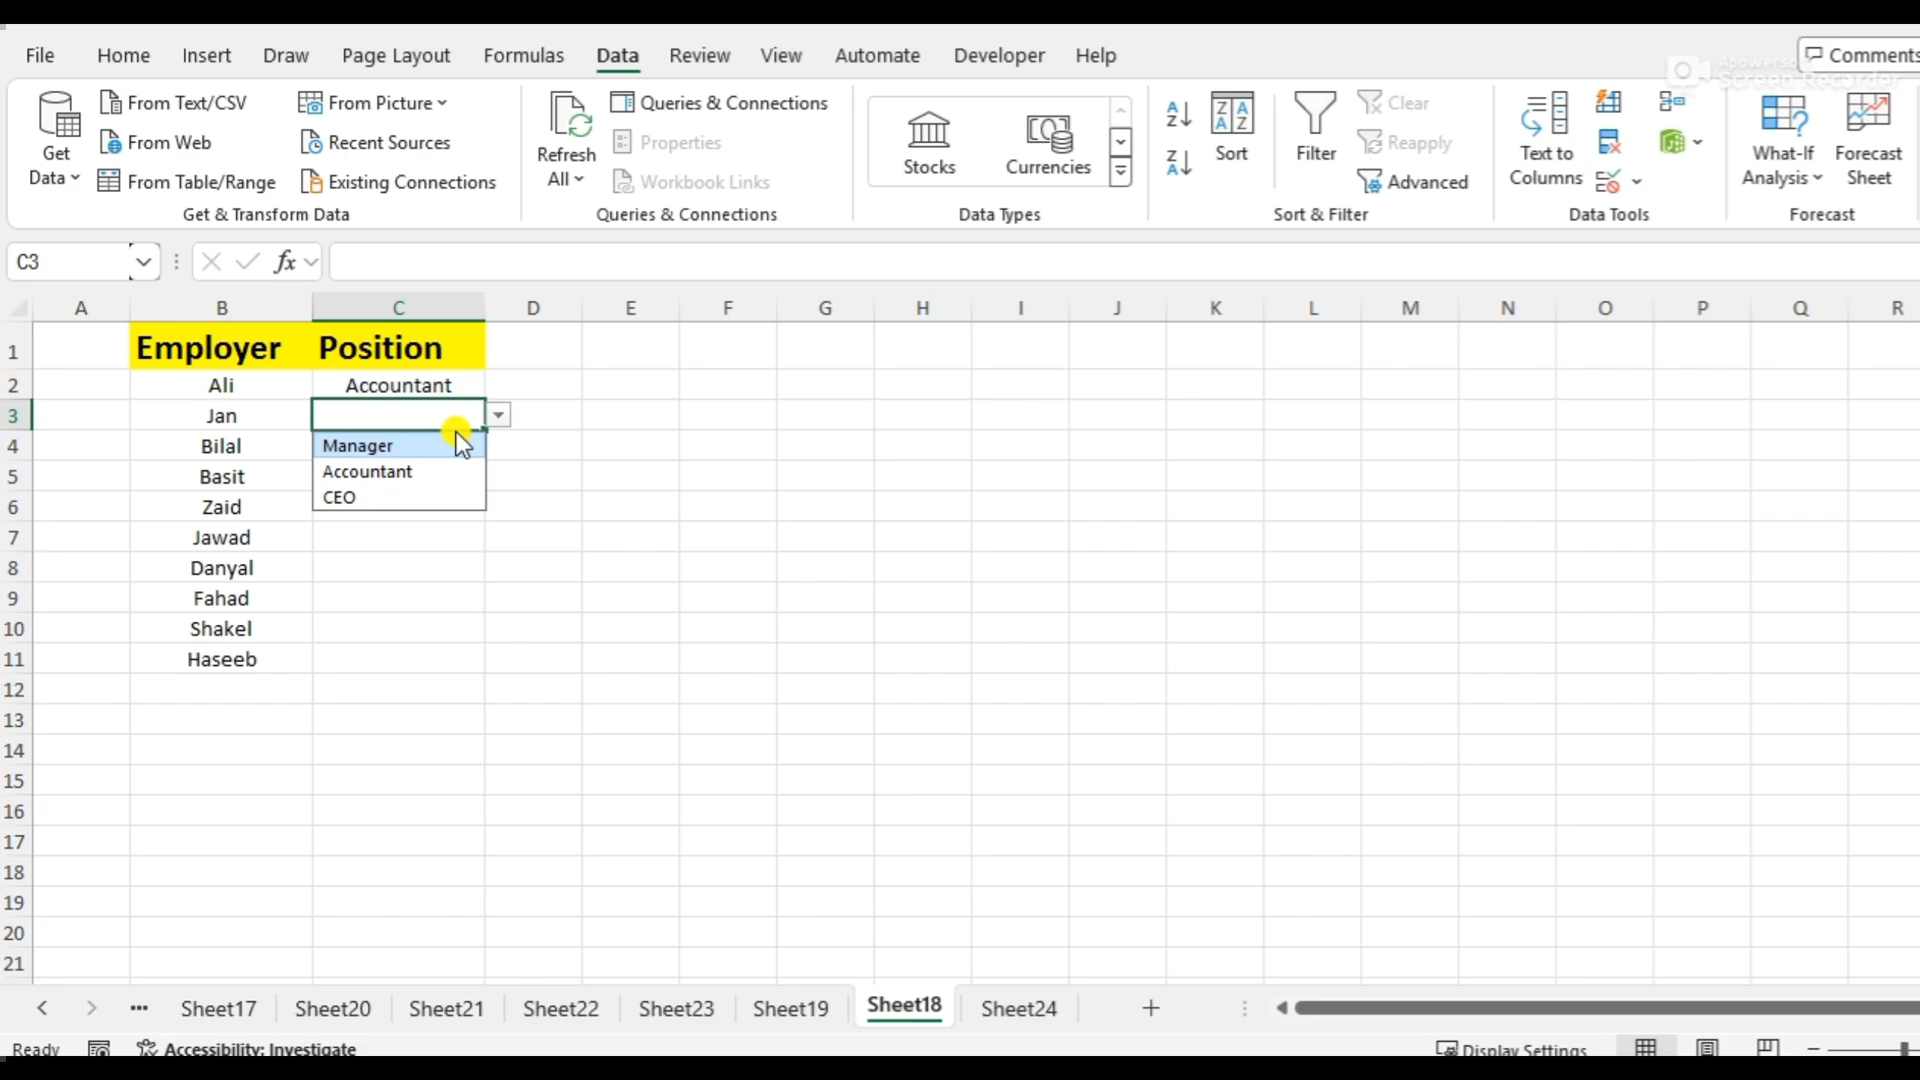 File Home Insert Draw Page Layout Formulas Data Review View Automate Developer Help Comments
Apowersoft
Screen Recorder
Get Data
From Text/CSV
From Web
From Table/Range
From Picture
Recent Sources
Existing Connections
Get & Transform Data
Refresh All
Queries & Connections
Properties
Workbook Links
Queries & Connections
Stocks
Currencies
Data Types
Sort
Filter
Clear
Reapply
Advanced
Sort & Filter
Text to Columns
Data Tools
What-If Analysis
Forecast Sheet
Forecast
C3 fx
A B C D E F G H I J K L M N O P Q R
1 Employer Position
2 Ali Accountant
3 Jan
4 Bilal Manager
5 Basit Accountant
6 Zaid CEO
7 Jawad
8 Danyal
9 Fahad
10 Shakel
11 Haseeb
12
13
14
15
16
17
18
19
20
21
Sheet17 Sheet20 Sheet21 Sheet22 Sheet23 Sheet19 Sheet18 Sheet24
Ready Accessibility: Investigate Display Settings